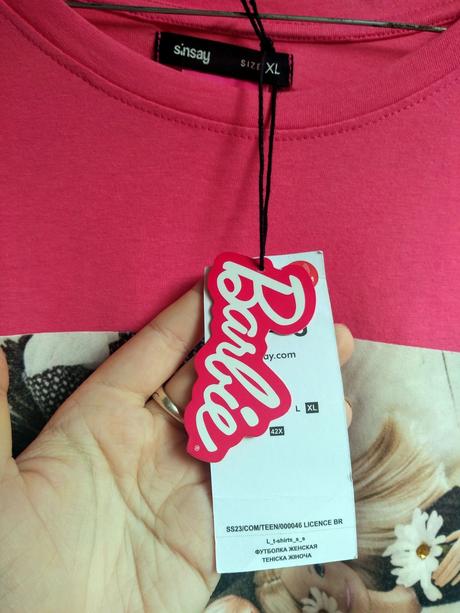 sinsay SIZE XL
Barbie
ay.com
L XL
42X
SS23/COM/TEEN/000046 LICENCE BR
L_t-shirts_s_s
ФУТБОЛКА ЖЕНСКАЯ
ТЕНІСКА ЖІНОЧА